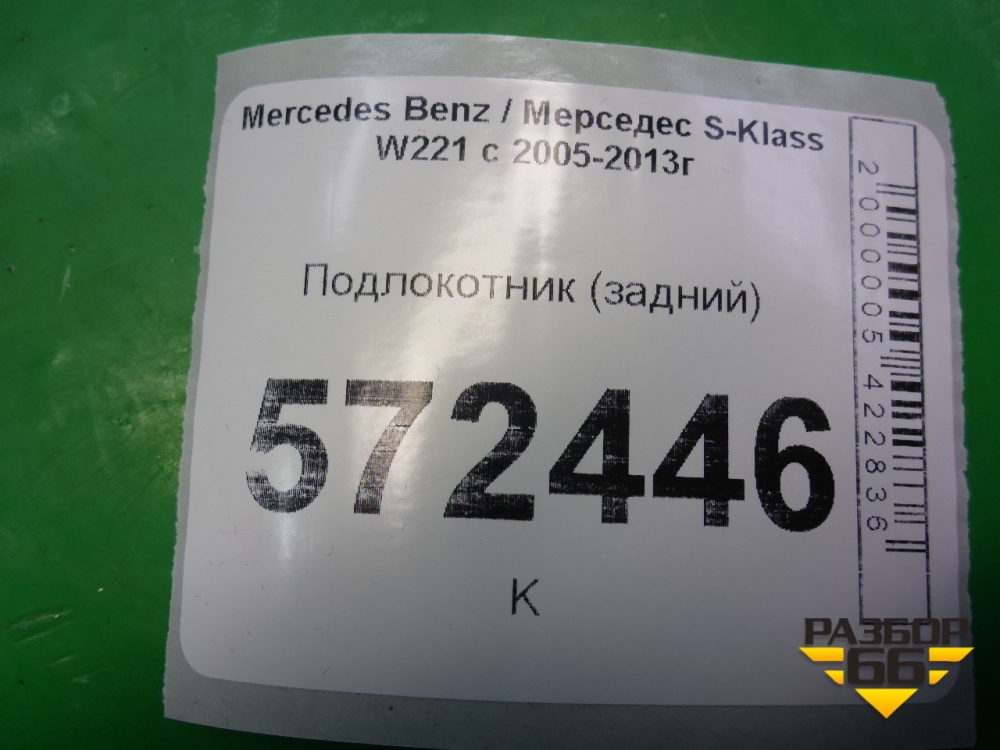 Mercedes Benz / Мерседес S-Klass
W221 с 2005-2013г
Подлокотник (задний)
572446
К
2000005422836
РАЗБОР
66